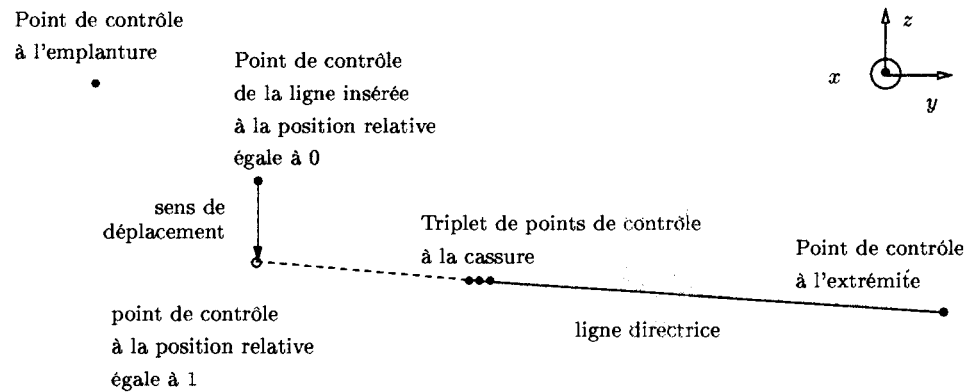 Point de contrôle
à l'emplanture
Point de contrôle
de la ligne insérée
à la position relative
égale à 0
z
x
y
sens de
déplacement
Triplet de points de contrôle
à la cassure
Point de contrôle
à l'extrémité
ligne directrice
point de contrôle
à la position relative
égale à 1